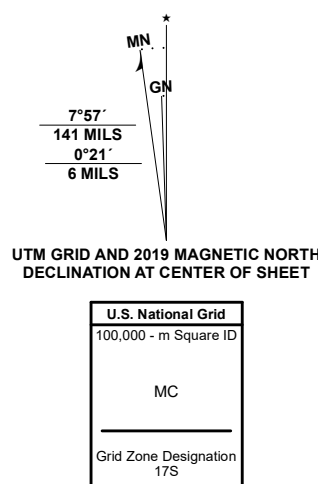 MN
GN
7°57´
141 MILS
0°21´
6 MILS
UTM GRID AND 2019 MAGNETIC NORTH
DECLINATION AT CENTER OF SHEET
U.S. National Grid
100,000 - m Square ID
MC
Grid Zone Designation
17S